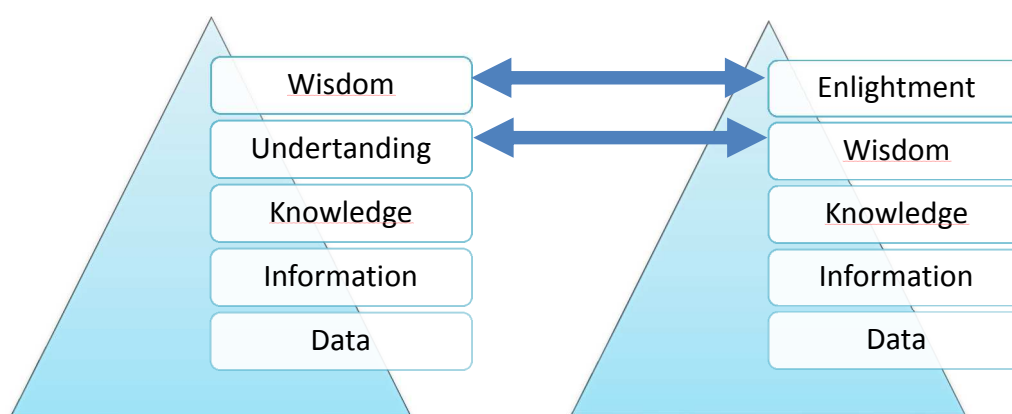 Wisdom
Undertanding
Knowledge
Information
Data
Enlightment
Wisdom
Knowledge
Information
Data